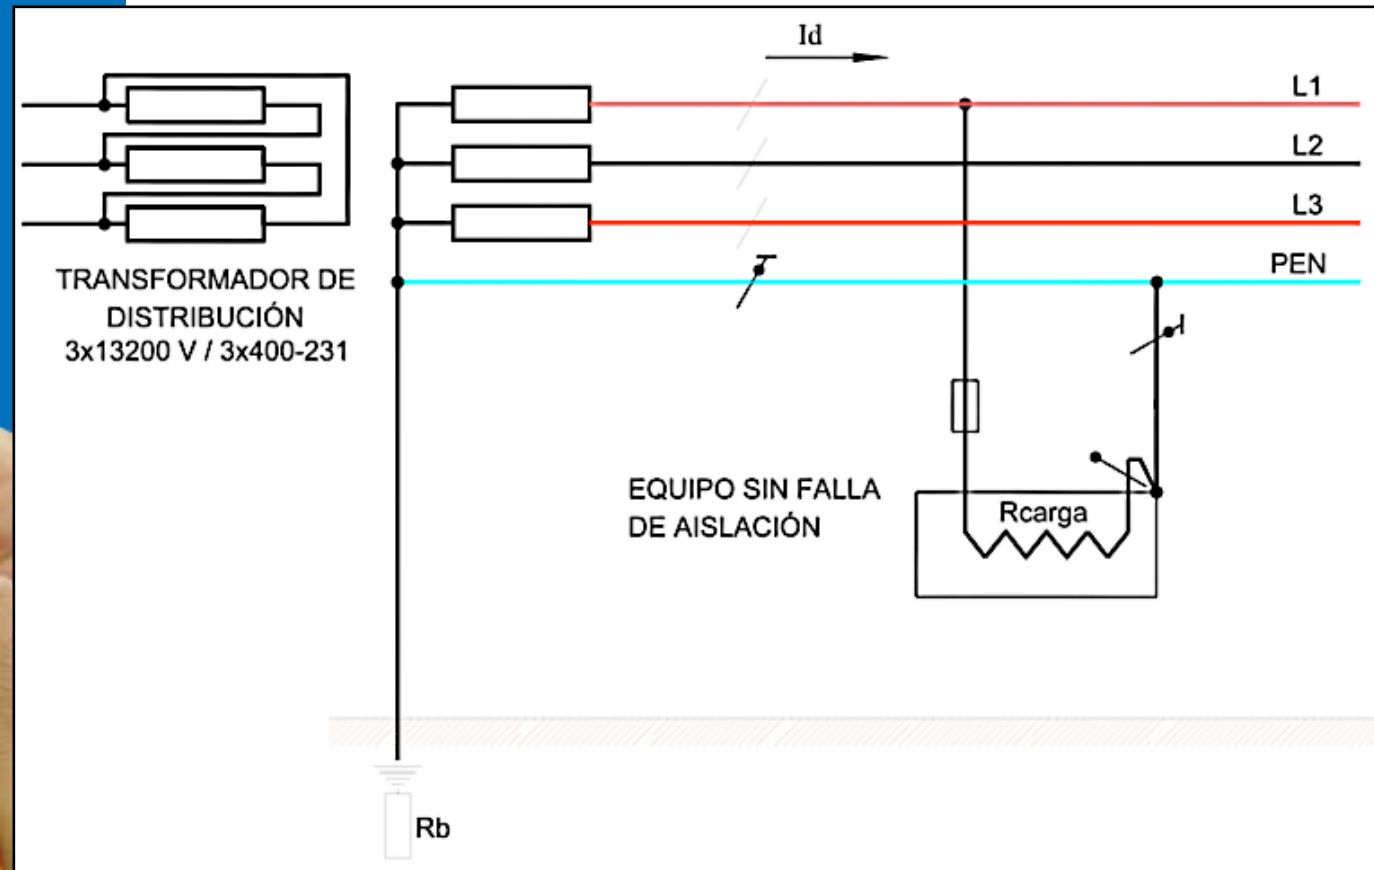 Id
L1
L2
L3
PEN
TRANSFORMADOR DE
DISTRIBUCIÓN
3x13200 V / 3x400-231
EQUIPO SIN FALLA
DE AISLACIÓN
Rcarga
Rb